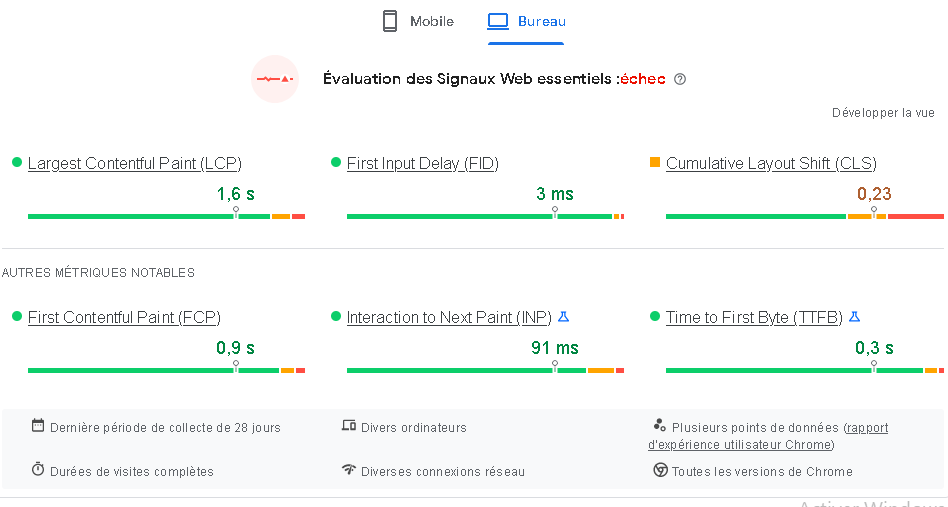 Mobile Bureau
Évaluation des Signaux Web essentiels :échec
Développer la vue
Largest Contentful Paint (LCP) First Input Delay (FID) Cumulative Layout Shift (CLS)
1,6 s 3 ms 0,23
AUTRES MÉTRIQUES NOTABLES
First Contentful Paint (FCP) Interaction to Next Paint (INP) Time to First Byte (TTFB)
0,9 s 91 ms 0,3 s
Dernière période de collecte de 28 jours Divers ordinateurs Plusieurs points de données (rapport
d'expérience utilisateur Chrome)
Durées de visites complètes Diverses connexions réseau Toutes les versions de Chrome
Activer Windows